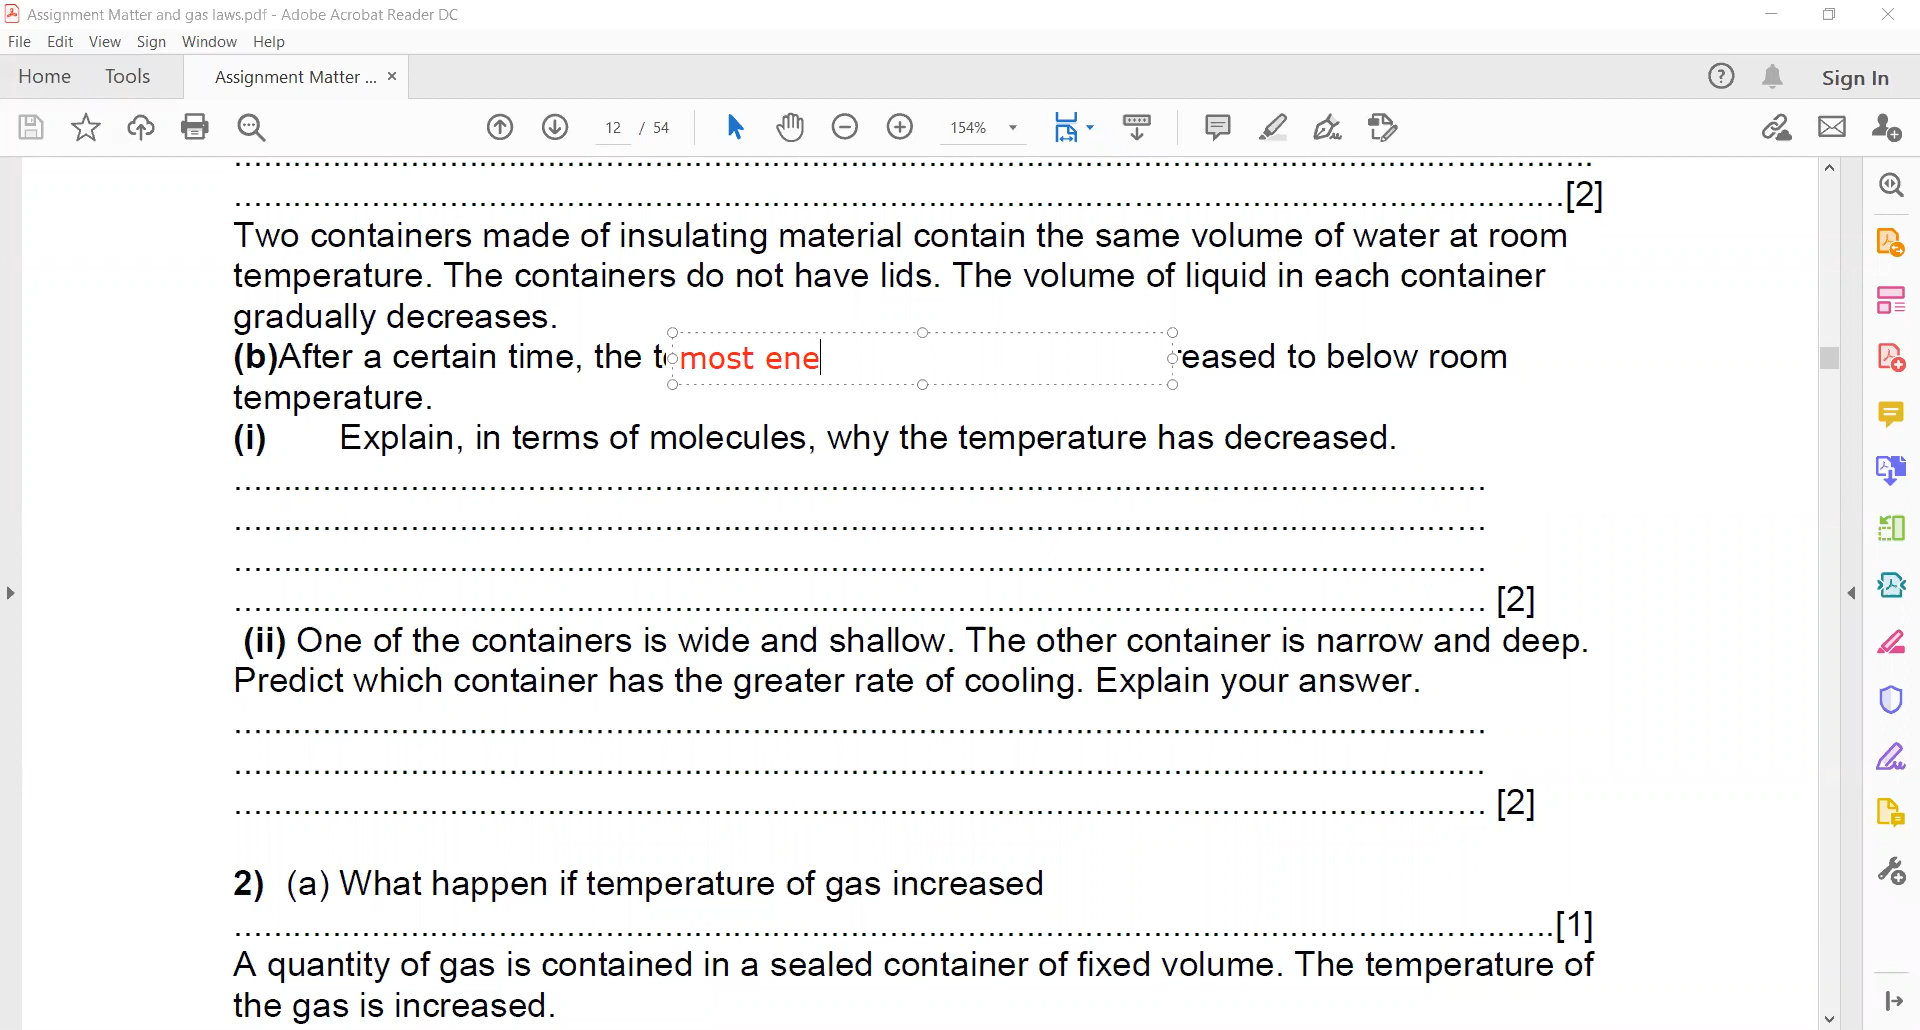 Assignment Matter and gas laws.pdf - Adobe Acrobat Reader DC
File Edit View Sign Window Help
Home Tools Assignment Matter ... × Sign In
12 / 54 154%
[2]
Two containers made of insulating material contain the same volume of water at room
temperature. The containers do not have lids. The volume of liquid in each container
gradually decreases.
(b)After a certain time, the most ene eased to below room
temperature.
(i) Explain, in terms of molecules, why the temperature has decreased.
[2]
(ii) One of the containers is wide and shallow. The other container is narrow and deep.
Predict which container has the greater rate of cooling. Explain your answer.
[2]
2) (a) What happen if temperature of gas increased
[1]
A quantity of gas is contained in a sealed container of fixed volume. The temperature of
the gas is increased.